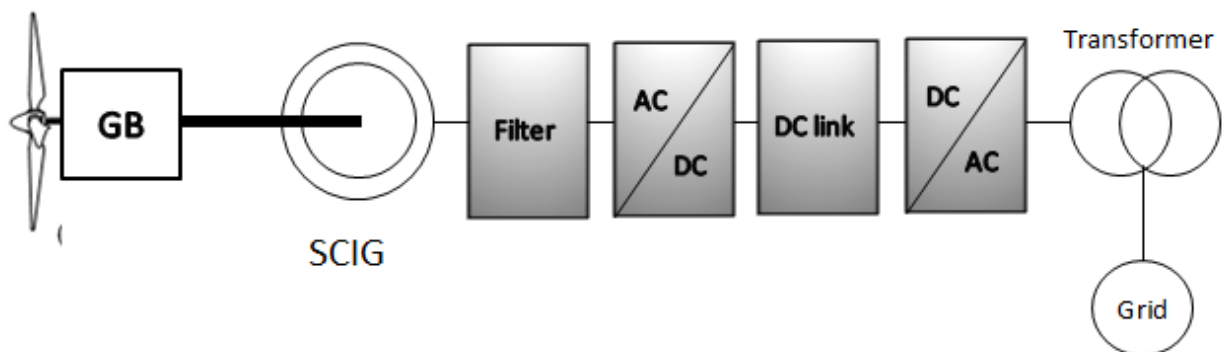 GB
SCIG
Filter
AC
DC
DC link
DC
AC
Transformer
Grid